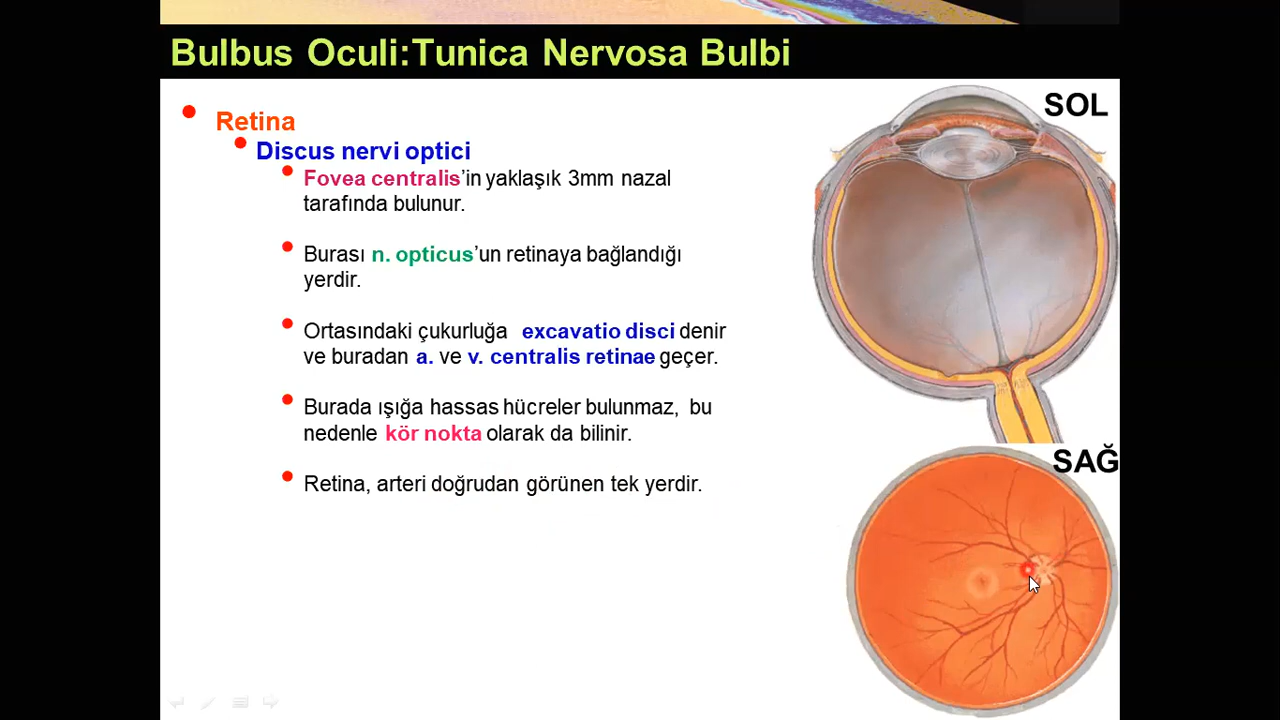 Bulbus Oculi:Tunica Nervosa Bulbi
SOL
Retina
Discus nervi optici
Fovea centralis’in yaklaşık 3mm nazal
tarafında bulunur.
Burası n. opticus’un retinaya bağlandığı
yerdir.
Ortasındaki çukurluğa excavatio disci denir
ve buradan a. ve v. centralis retinae geçer.
Burada ışığa hassas hücreler bulunmaz, bu
nedenle kör nokta olarak da bilinir.
Retina, arteri doğrudan görünen tek yerdir.
SAĞ